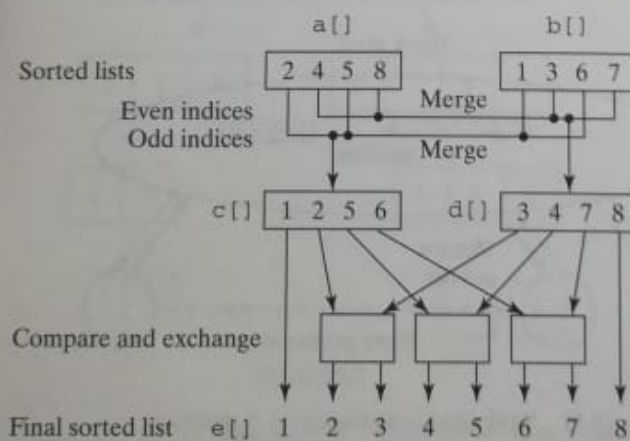 a[] b[]
Sorted lists 2 4 5 8 1 3 6 7
Even indices Merge
Odd indices Merge
c[] 1 2 5 6 d[] 3 4 7 8
Compare and exchange
Final sorted list e[] 1 2 3 4 5 6 7 8